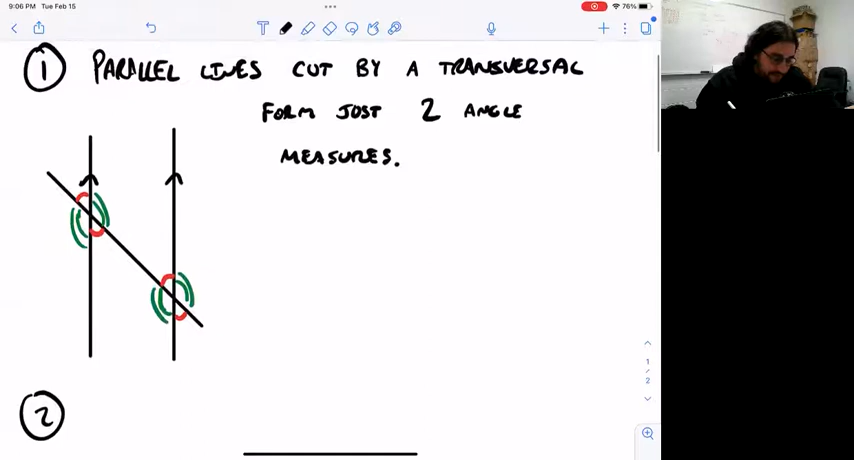 9:06 PM Tue Feb 15
76%
① PARALLEL LINES CUT BY A TRANSVERSAL
FORM JUST 2 ANGLE
MEASURES.
②
T
1
/
2